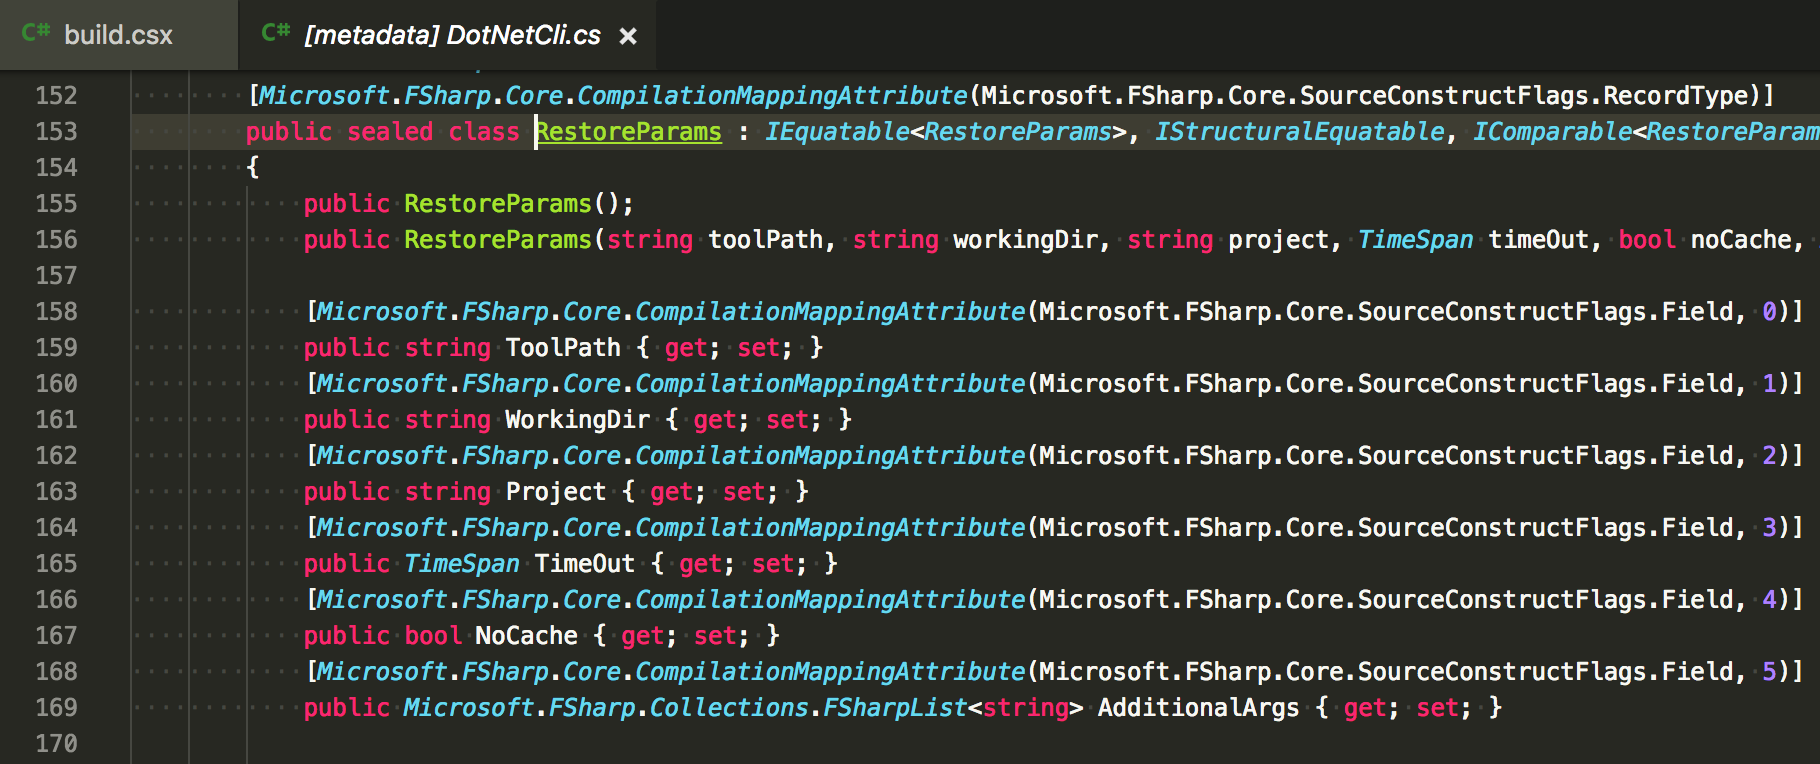 C# build.csx C# [metadata] DotNetCli.cs ×
152 [Microsoft.FSharp.Core.CompilationMappingAttribute(Microsoft.FSharp.Core.SourceConstructFlags.RecordType)]
153 public sealed class RestoreParams : IEquatable<RestoreParams>, IStructuralEquatable, IComparable<RestoreParam
154 {
155 public RestoreParams();
156 public RestoreParams(string toolPath, string workingDir, string project, TimeSpan timeOut, bool noCache,
157
158 [Microsoft.FSharp.Core.CompilationMappingAttribute(Microsoft.FSharp.Core.SourceConstructFlags.Field, 0)]
159 public string ToolPath { get; set; }
160 [Microsoft.FSharp.Core.CompilationMappingAttribute(Microsoft.FSharp.Core.SourceConstructFlags.Field, 1)]
161 public string WorkingDir { get; set; }
162 [Microsoft.FSharp.Core.CompilationMappingAttribute(Microsoft.FSharp.Core.SourceConstructFlags.Field, 2)]
163 public string Project { get; set; }
164 [Microsoft.FSharp.Core.CompilationMappingAttribute(Microsoft.FSharp.Core.SourceConstructFlags.Field, 3)]
165 public TimeSpan TimeOut { get; set; }
166 [Microsoft.FSharp.Core.CompilationMappingAttribute(Microsoft.FSharp.Core.SourceConstructFlags.Field, 4)]
167 public bool NoCache { get; set; }
168 [Microsoft.FSharp.Core.CompilationMappingAttribute(Microsoft.FSharp.Core.SourceConstructFlags.Field, 5)]
169 public Microsoft.FSharp.Collections.FSharpList<string> AdditionalArgs { get; set; }
170